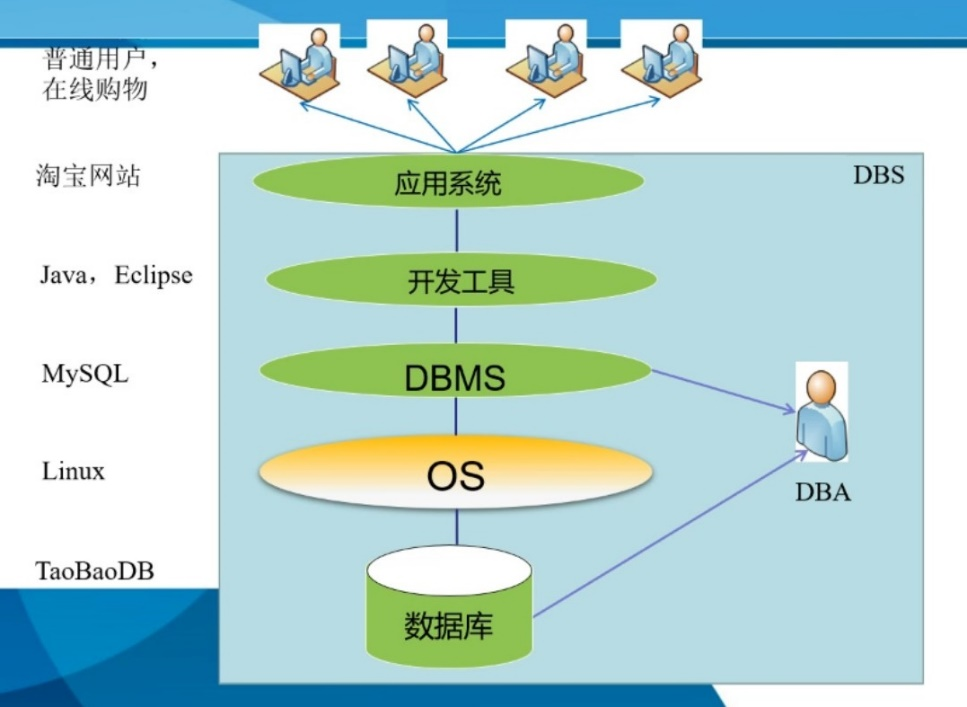 普通用户，
在线购物
淘宝网站
应用系统
DBS
Java，Eclipse
开发工具
MySQL
DBMS
Linux
OS
DBA
TaoBaoDB
数据库